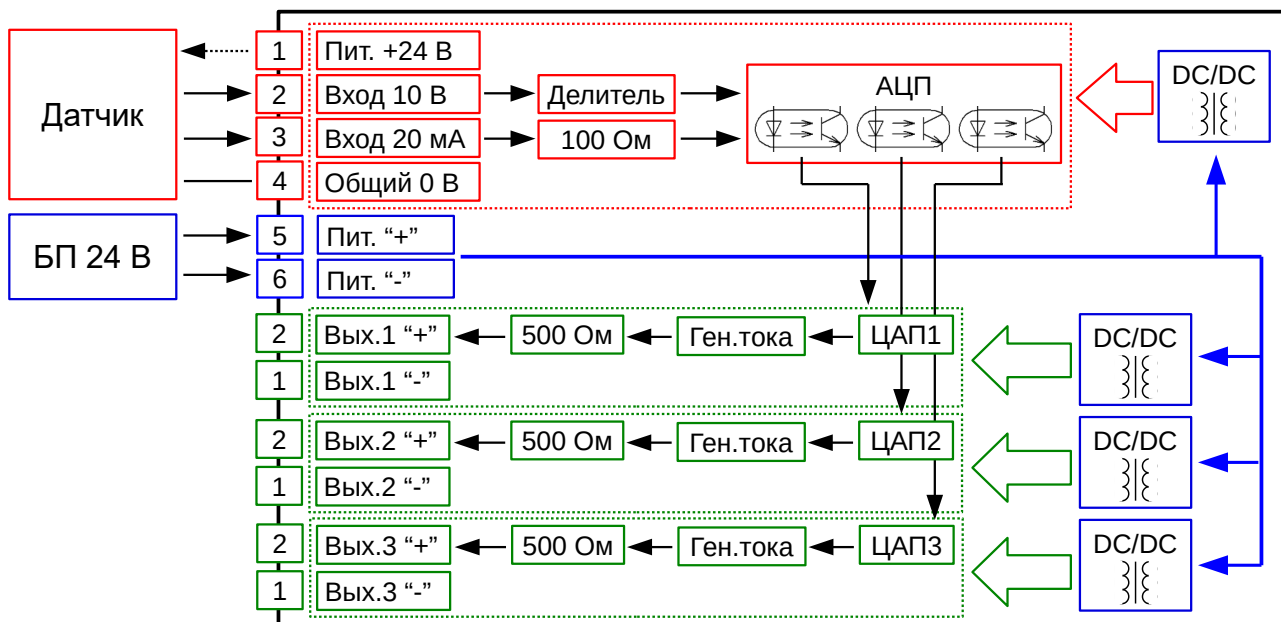 Датчик
1 Пит. +24 В
2 Вход 10 В Делитель АЦП DC/DC
3 Вход 20 мА 100 Ом
4 Общий 0 В
БП 24 В
5 Пит. “+”
6 Пит. “-”
2 Вых.1 “+” 500 Ом Ген.тока ЦАП1 DC/DC
1 Вых.1 “-”
2 Вых.2 “+” 500 Ом Ген.тока ЦАП2 DC/DC
1 Вых.2 “-”
2 Вых.3 “+” 500 Ом Ген.тока ЦАП3 DC/DC
1 Вых.3 “-”